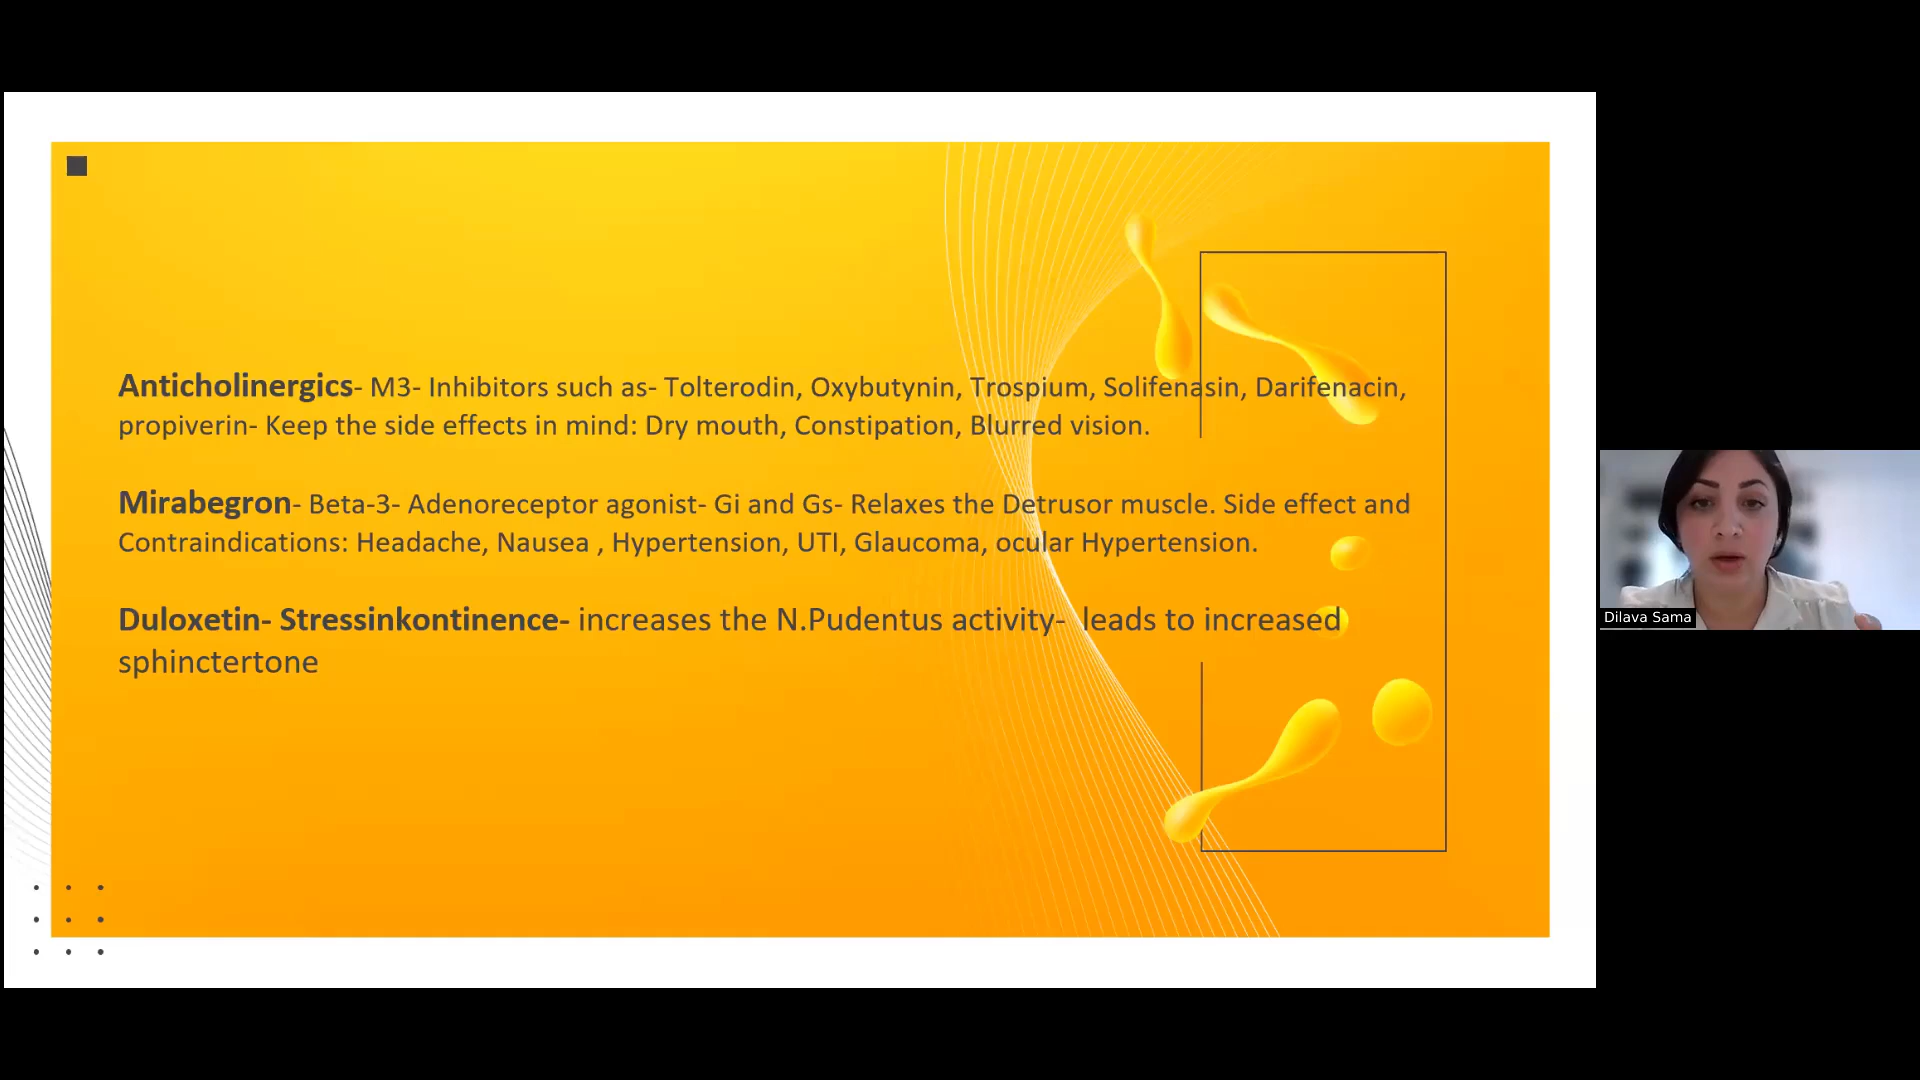 Anticholinergics- M3- Inhibitors such as- Tolterodin, Oxybutynin, Trospium, Solifenasin, Darifenacin,
propiverin- Keep the side effects in mind: Dry mouth, Constipation, Blurred vision.
Mirabegron- Beta-3- Adenoreceptor agonist- Gi and Gs- Relaxes the Detrusor muscle. Side effect and
Contraindications: Headache, Nausea , Hypertension, UTI, Glaucoma, ocular Hypertension.
Duloxetin- Stressinkontinence- increases the N.Pudentus activity- leads to increased
sphinctertone
Dilava Sama